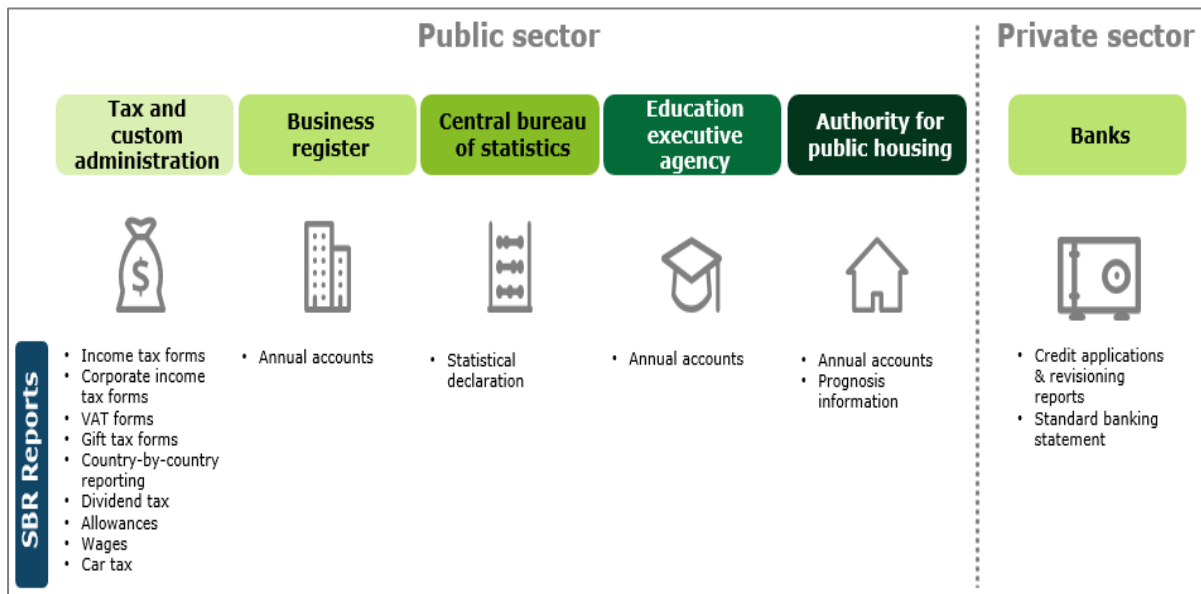 Public sector
Private sector
Tax and
custom
administration
Business
register
Central bureau
of statistics
Education
executive
agency
Authority for
public housing
Banks
$
SBR Reports
• Income tax forms
• Corporate income
tax forms
• VAT forms
• Gift tax forms
• Country-by-country
reporting
• Dividend tax
• Allowances
• Wages
• Car tax
• Annual accounts
• Statistical
declaration
• Annual accounts
• Annual accounts
• Prognosis
information
• Credit applications
& revisioning
reports
• Standard banking
statement